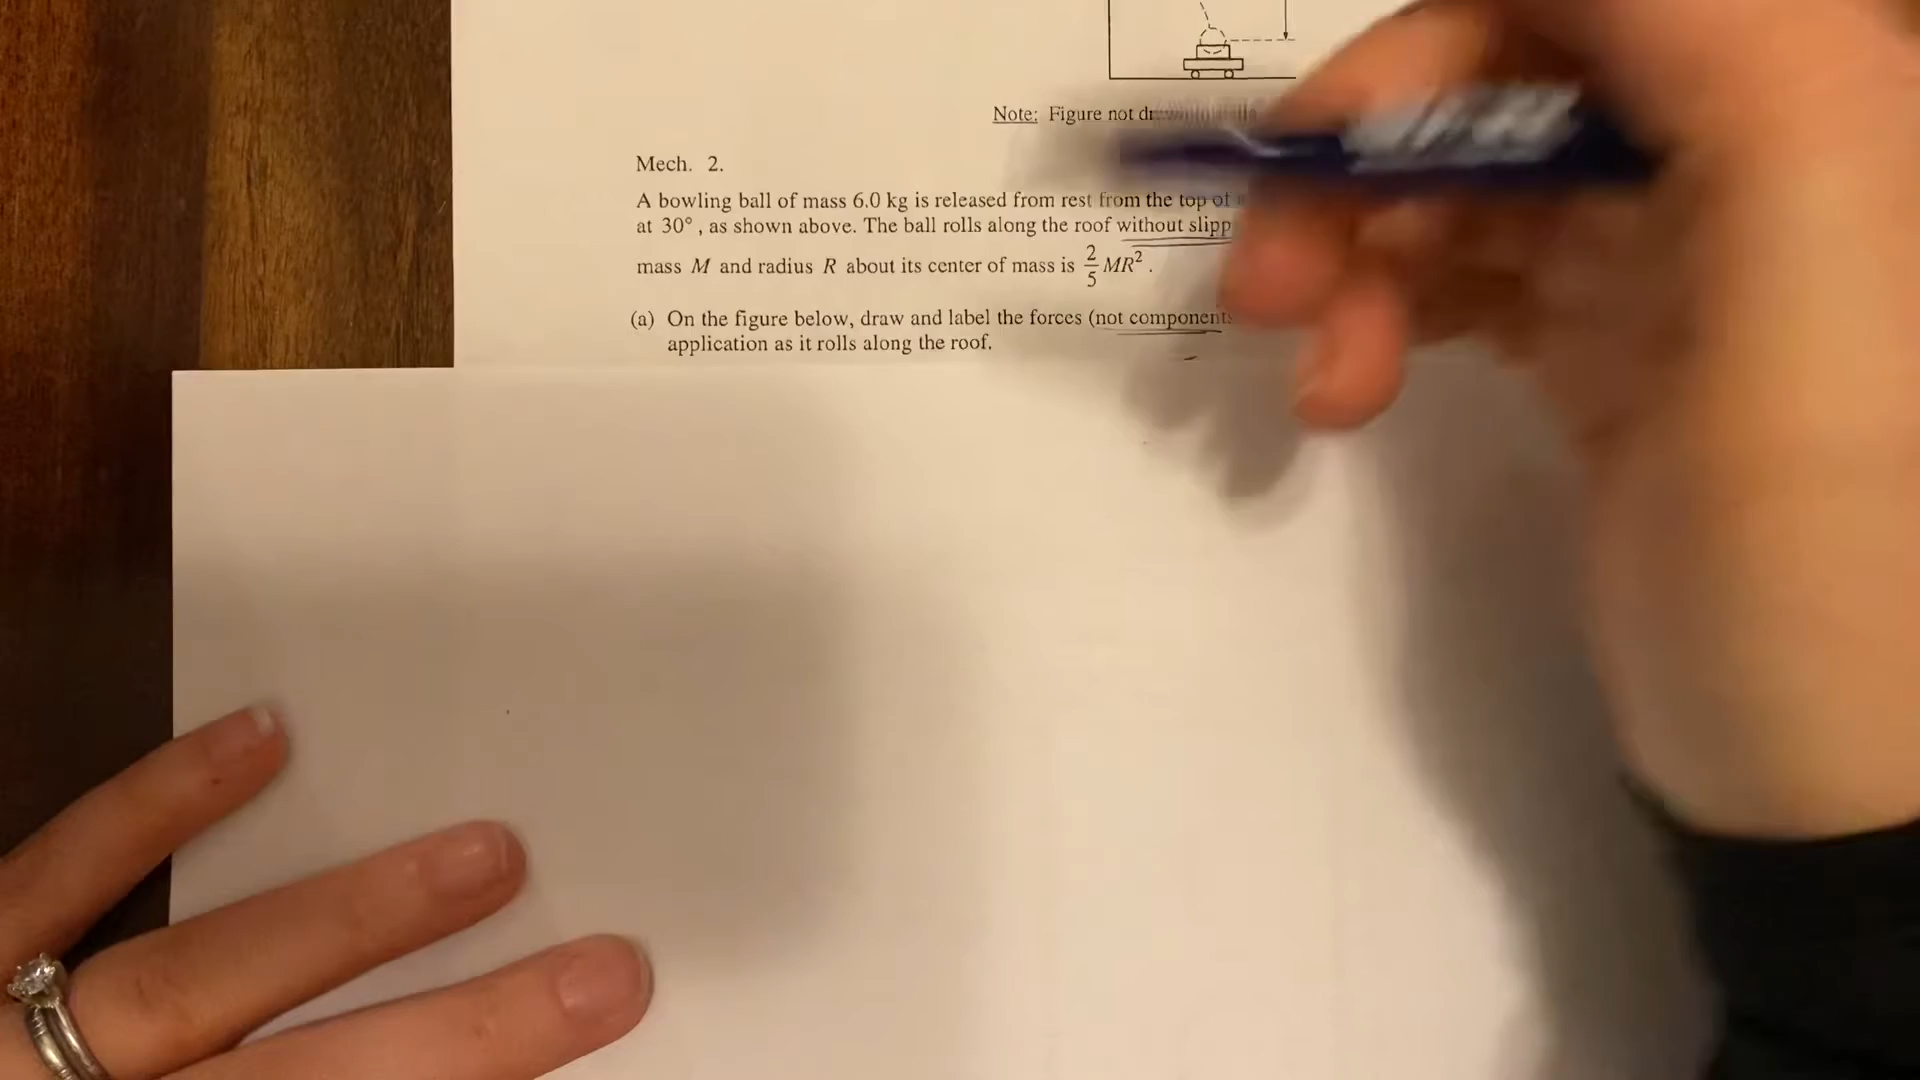 Note: Figure not
Mech. 2.
A bowling ball of mass 6.0 kg is released from rest from the top of
at 30°, as shown above. The ball rolls along the roof without
mass M and radius R about its center of mass is 2/5 MR².
(a) On the figure below, draw and label the forces (not
application as it rolls along the roof.